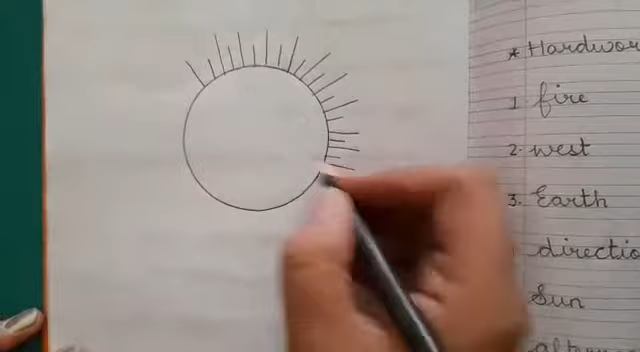 * Hardwor
1. fire
2. west
3. Earth
directio
Sun